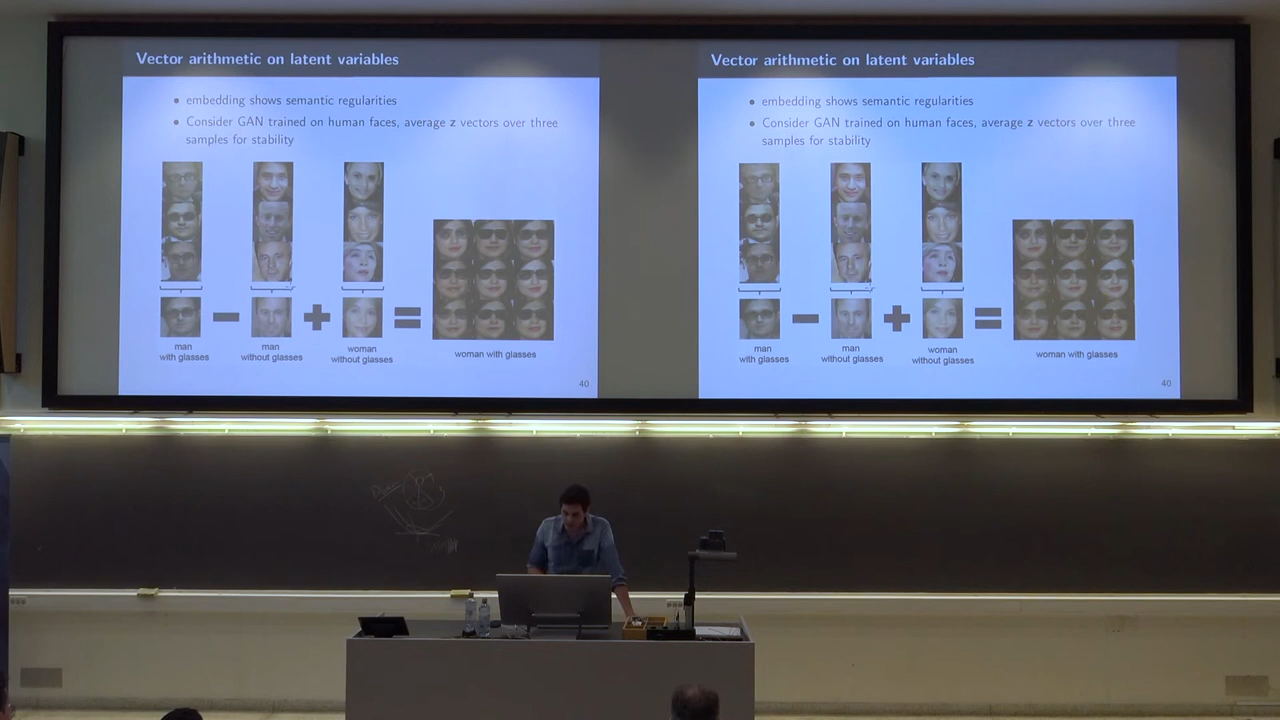 Vector arithmetic on latent variables
embedding shows semantic regularities
Consider GAN trained on human faces, average z vectors over three
samples for stability
man
with glasses
man
without glasses
woman
without glasses
woman with glasses
40
Vector arithmetic on latent variables
embedding shows semantic regularities
Consider GAN trained on human faces, average z vectors over three
samples for stability
man
with glasses
man
without glasses
woman
without glasses
woman with glasses
40